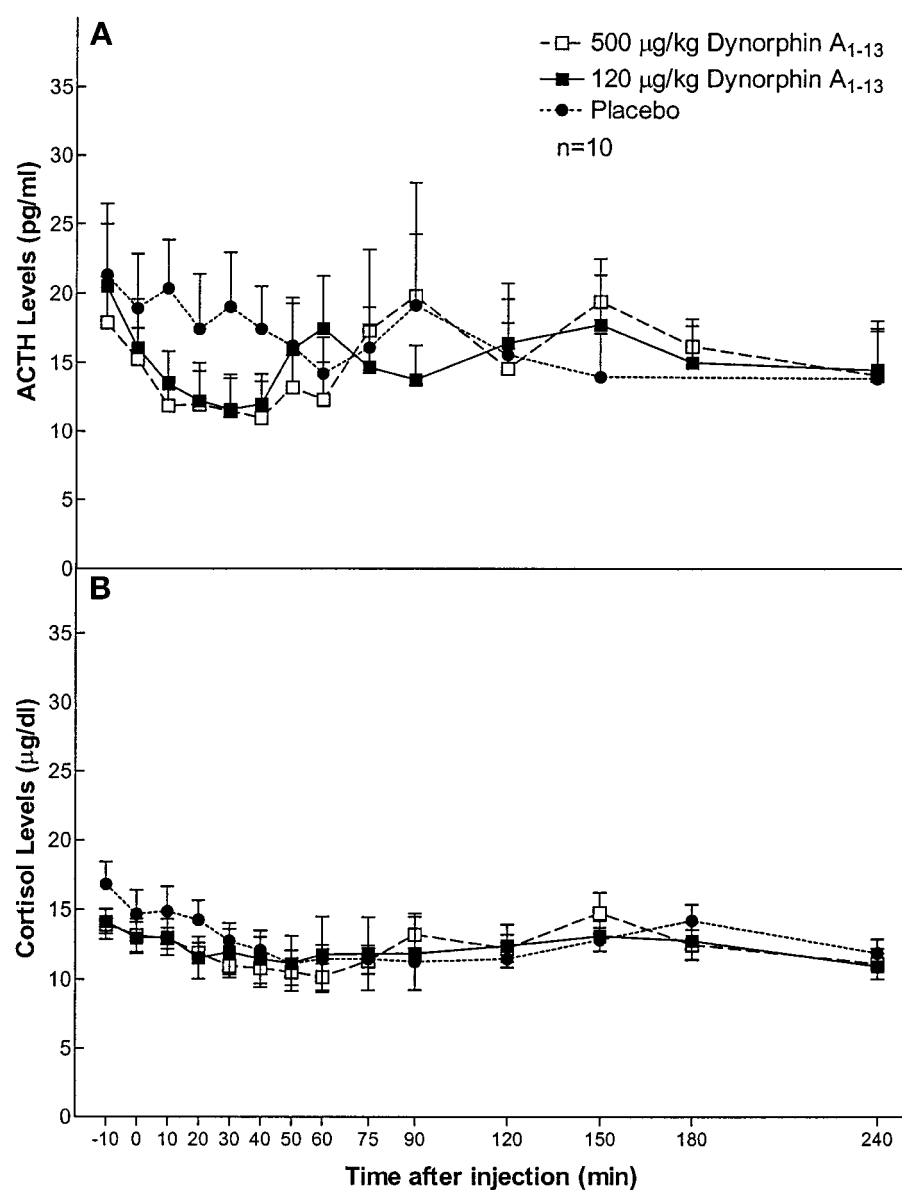 A
500 µg/kg Dynorphin A1-13
120 µg/kg Dynorphin A1-13
Placebo
n=10
ACTH Levels (pg/ml)
35
30
25
20
15
10
5
0
B
Cortisol Levels (µg/dl)
35
30
25
20
15
10
5
0
-10 0 10 20 30 40 50 60 75 90 120 150 180 240
Time after injection (min)